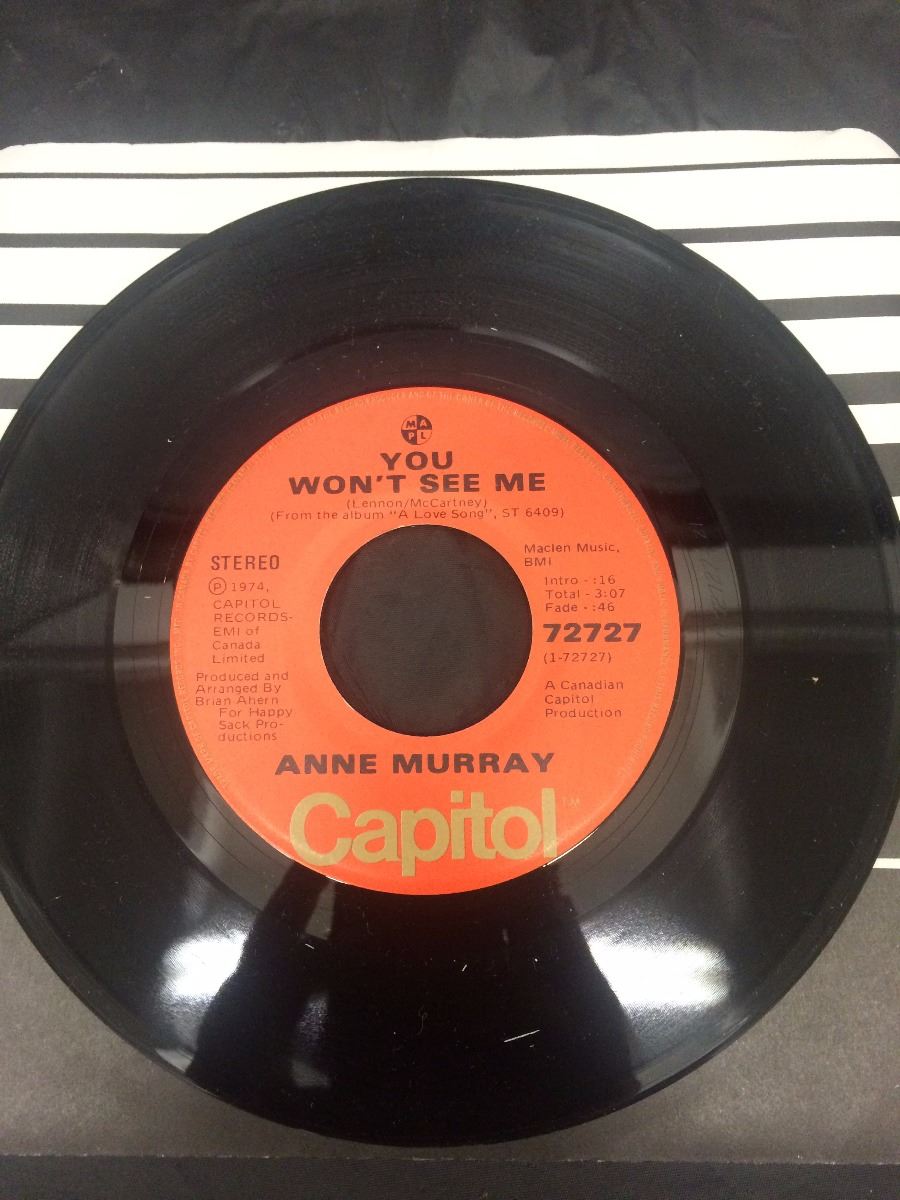 MAPL
YOU
WON'T SEE ME
(Lennon/McCartney)
(From the album "A Love Song", ST 6409)
STEREO
Ⓟ 1974,
CAPITOL
RECORDS-
EMI of
Canada
Limited
Produced and
Arranged By
Brian Ahern
For Happy
Sack Pro-
ductions
Maclen Music,
BMI
Intro - :16
Total - 3:07
Fade - :46
72727
(1-72727)
A Canadian
Capitol
Production
ANNE MURRAY
Capitol™